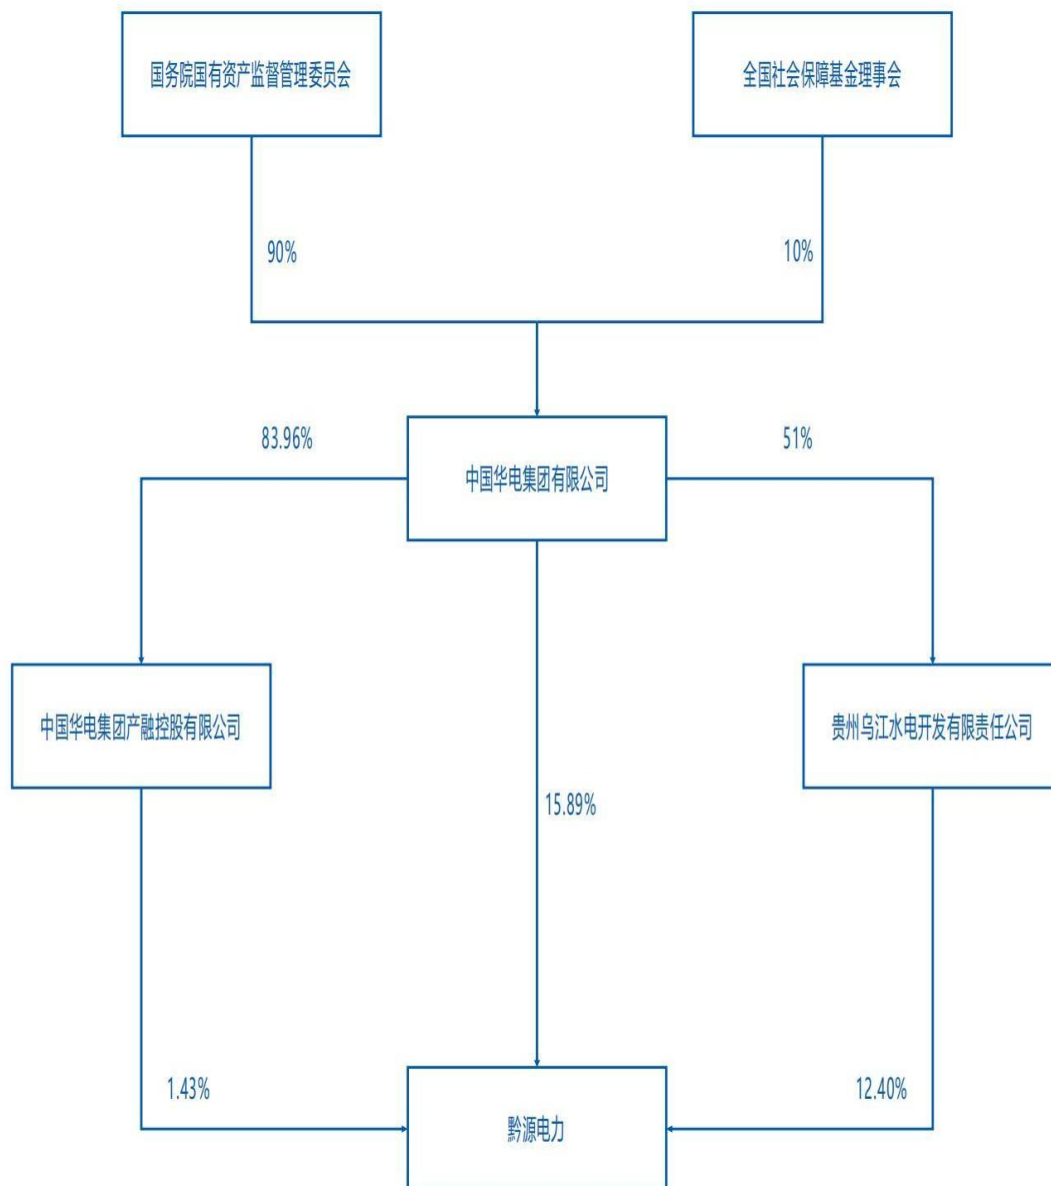 国务院国有资产监督管理委员会
全国社会保障基金理事会
90%
10%
83.96%
51%
中国华电集团有限公司
中国华电集团产融控股有限公司
贵州乌江水电开发有限责任公司
15.89%
1.43%
12.40%
黔源电力